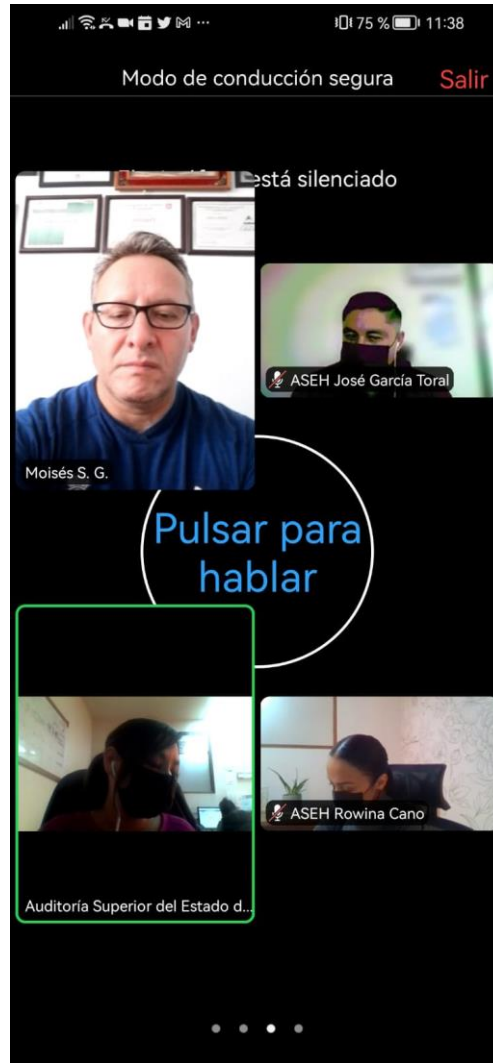 75 % 11:38
Modo de conducción segura
Salir
está silenciado
ASEH José García Toral
Moisés S. G.
Pulsar para
hablar
ASEH Rowina Cano
Auditoría Superior del Estado d...